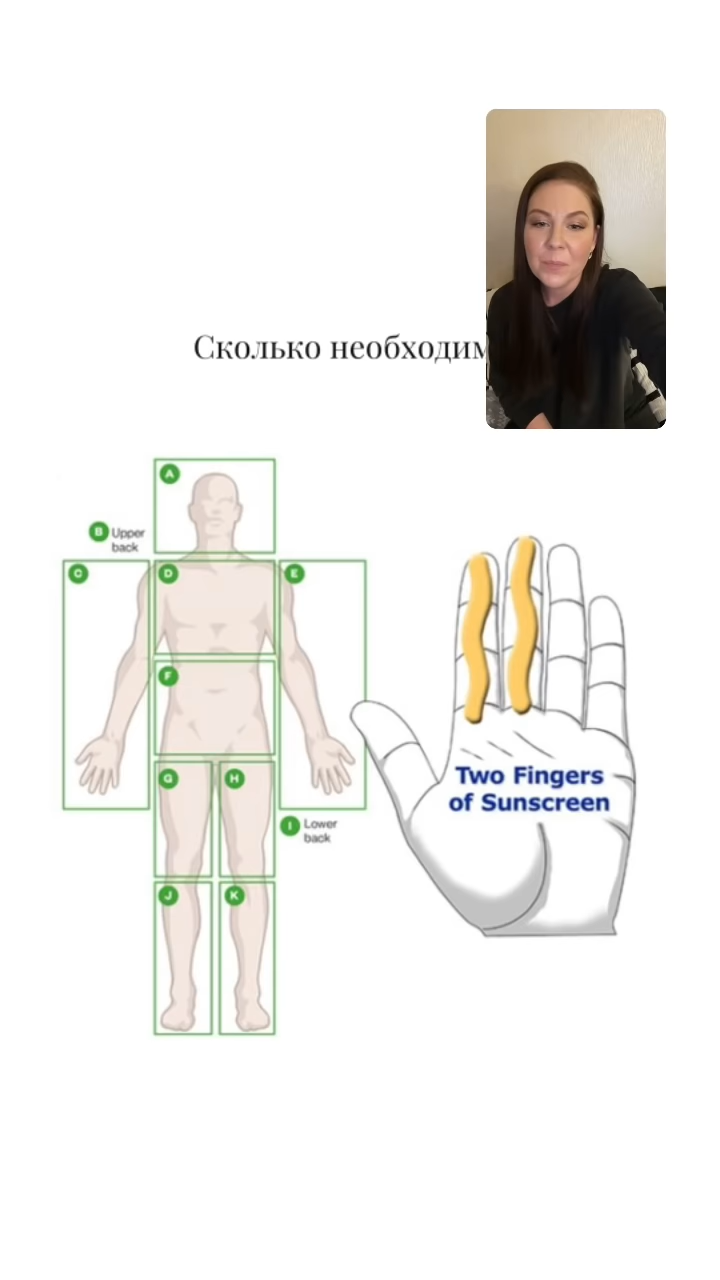 Сколько необходим
A
B Upper
back
C
D
E
F
G
H
I Lower
back
J
K
Two Fingers
of Sunscreen